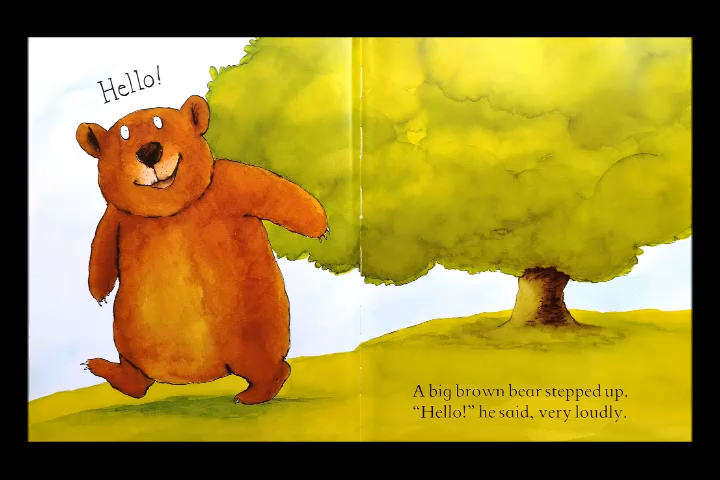 Hello!
A big brown bear stepped up.
“Hello!” he said, very loudly.